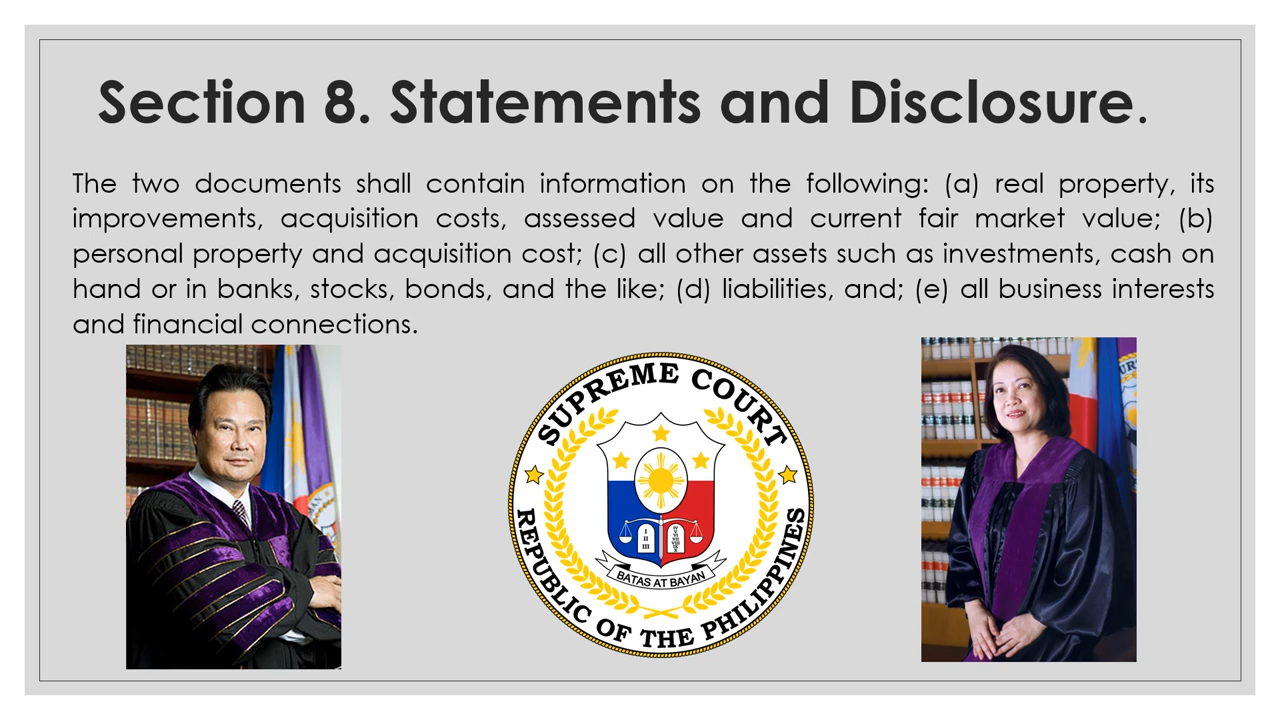 Section 8. Statements and Disclosure.
The two documents shall contain information on the following: (a) real property, its
improvements, acquisition costs, assessed value and current fair market value; (b)
personal property and acquisition cost; (c) all other assets such as investments, cash on
hand or in banks, stocks, bonds, and the like; (d) liabilities, and; (e) all business interests
and financial connections.
SUPREME COURT
REPUBLIC OF THE PHILIPPINES
BATAS AT BAYAN
I
II
III